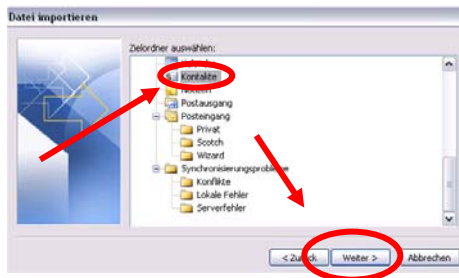 Datei importieren
Zielordner auswählen:
Kontakte
Notizen
Postausgang
Posteingang
Privat
Scotch
Wizard
Synchronisierungsprobleme
Konflikte
Lokale Fehler
Serverfehler
< Zurück
Weiter >
Abbrechen